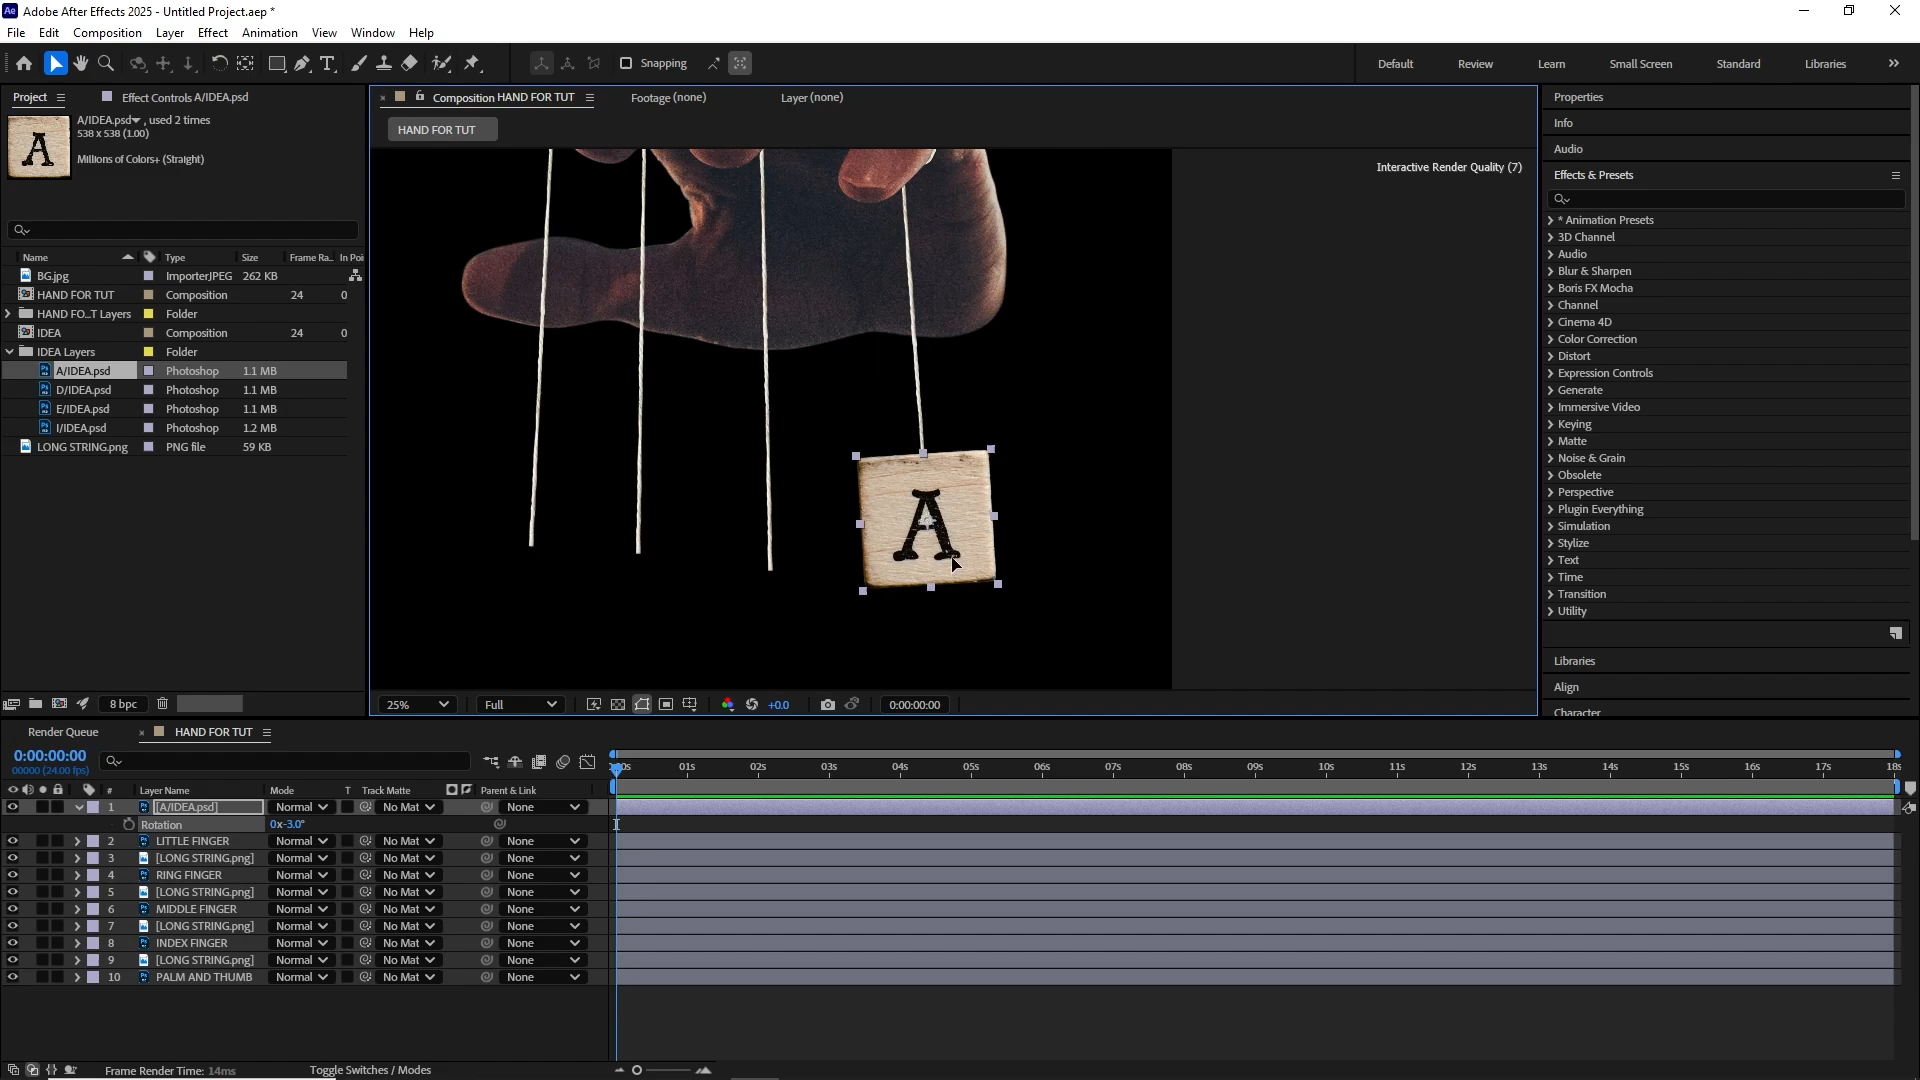 Adobe After Effects 2025 - Untitled Project.aep *
File Edit Composition Layer Effect Animation View Window Help
Snapping
Default Review Learn Small Screen Standard Libraries
Project
Effect Controls A/IDEA.psd
A/IDEA.psd , used 2 times
538 x 538 (1.00)
Millions of Colors+ (Straight)
Name Type Size Frame Ra... In Poi
BG.jpg ImporterJPEG 262 KB
HAND FOR TUT Composition 24 0
HAND FO...T Layers Folder
IDEA Composition 24 0
IDEA Layers Folder
A/IDEA.psd Photoshop 1.1 MB
D/IDEA.psd Photoshop 1.1 MB
E/IDEA.psd Photoshop 1.1 MB
I/IDEA.psd Photoshop 1.2 MB
LONG STRING.png PNG file 59 KB
8 bpc
Composition HAND FOR TUT
Footage (none)
Layer (none)
HAND FOR TUT
Interactive Render Quality (7)
A
A
25% Full +0.0 0:00:00:00
Properties
Info
Audio
Effects & Presets
* Animation Presets
3D Channel
Audio
Blur & Sharpen
Boris FX Mocha
Channel
Cinema 4D
Color Correction
Distort
Expression Controls
Generate
Immersive Video
Keying
Matte
Noise & Grain
Obsolete
Perspective
Plugin Everything
Simulation
Stylize
Text
Time
Transition
Utility
Libraries
Align
Character
Render Queue
HAND FOR TUT
0:00:00:00
00000 (24.00 fps)
01s 02s 03s 04s 05s 06s 07s 08s 09s 10s 11s 12s 13s 14s 15s 16s 17s 18s
# Layer Name Mode T Track Matte Parent & Link
1 [A/IDEA.psd] Normal No Mat None
Rotation 0x-3.0°
2 LITTLE FINGER Normal No Mat None
3 [LONG STRING.png] Normal No Mat None
4 RING FINGER Normal No Mat None
5 [LONG STRING.png] Normal No Mat None
6 MIDDLE FINGER Normal No Mat None
7 [LONG STRING.png] Normal No Mat None
8 INDEX FINGER Normal No Mat None
9 [LONG STRING.png] Normal No Mat None
10 PALM AND THUMB Normal No Mat None
Frame Render Time: 14ms
Toggle Switches / Modes